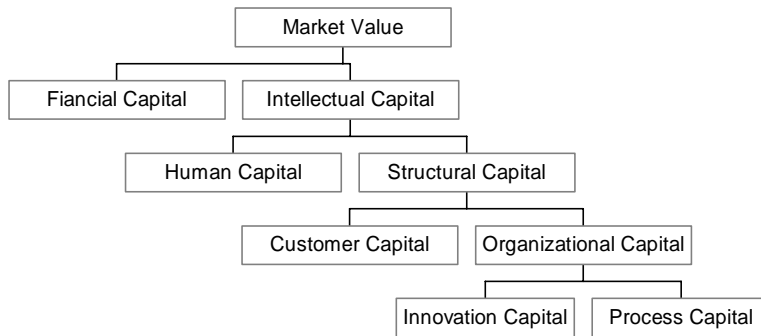 Market Value
Fiancial Capital
Intellectual Capital
Human Capital
Structural Capital
Customer Capital
Organizational Capital
Innovation Capital
Process Capital